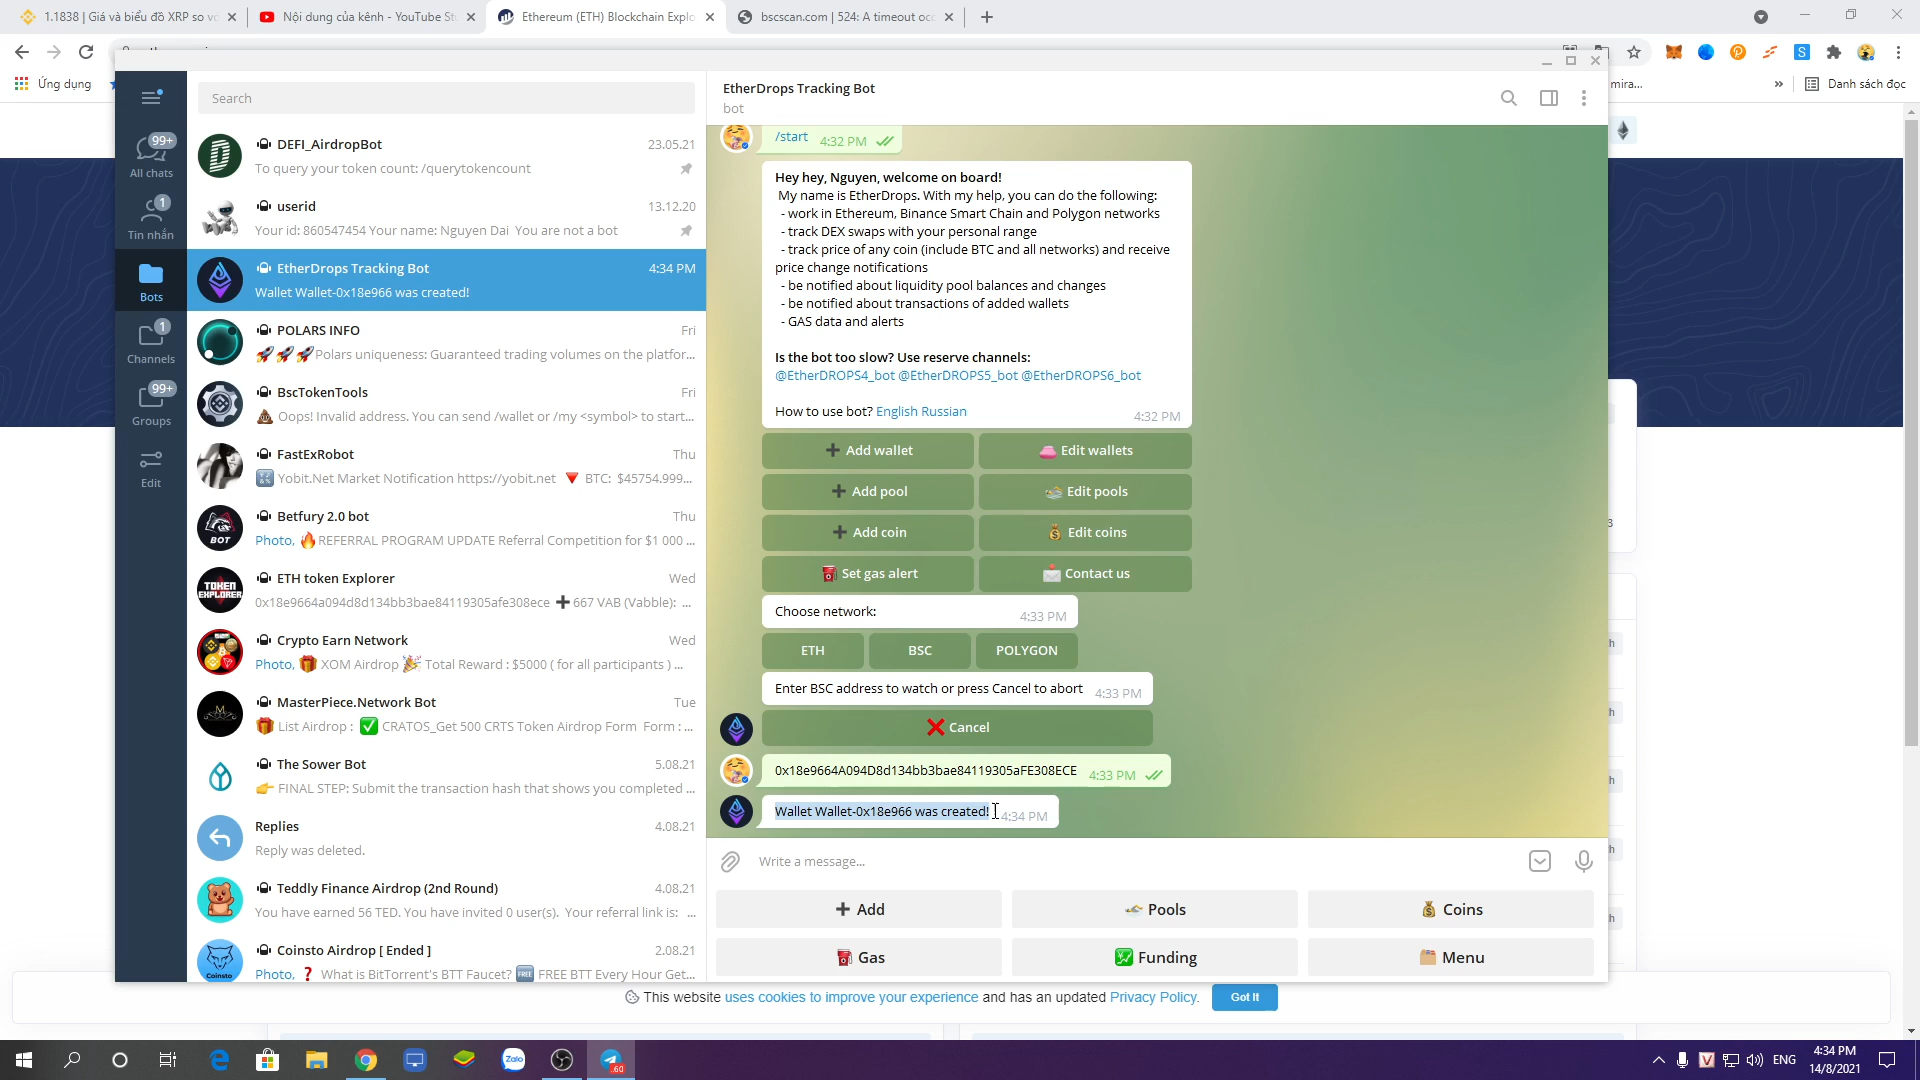 1.1838 | Giá và biểu đồ XRP so vớ
Nội dung của kênh - YouTube St
Ethereum (ETH) Blockchain Explo
bscscan.com | 524: A timeout occ
Ứng dụng
mira...
Danh sách đọc
Search
EtherDrops Tracking Bot
bot
99+
All chats
1
Tin nhắn
Bots
1
Channels
99+
Groups
Edit
DEFI_AirdropBot
23.05.21
To query your token count: /querytokencount
userid
13.12.20
Your id: 860547454 Your name: Nguyen Dai  You are not a bot
EtherDrops Tracking Bot
4:34 PM
Wallet Wallet-0x18e966 was created!
POLARS INFO
Fri
Polars uniqueness: Guaranteed trading volumes on the platfor...
BscTokenTools
Fri
Oops! Invalid address. You can send /wallet or /my <symbol> to start...
FastExRobot
Thu
Yobit.Net Market Notification https://yobit.net 🔻 BTC: $45754.999...
Betfury 2.0 bot
Thu
Photo, 🔥REFERRAL PROGRAM UPDATE Referral Competition for $1 000 ...
BOT
ETH token Explorer
Wed
TOKEN
EXPLORER
0x18e9664a094d8d134bb3bae84119305afe308ece ➕667 VAB (Vabble): ...
Crypto Earn Network
Wed
Photo, 🎁 XOM Airdrop 🎉 Total Reward : $5000 ( for all participants ) ...
MasterPiece.Network Bot
Tue
🎁 List Airdrop : ✅ CRATOS_Get 500 CRTS Token Airdrop Form  Form : ...
The Sower Bot
5.08.21
👉 FINAL STEP: Submit the transaction hash that shows you completed ...
Replies
4.08.21
Reply was deleted.
Teddly Finance Airdrop (2nd Round)
4.08.21
You have earned 56 TED. You have invited 0 user(s).  Your referral link is: ...
Coinsto Airdrop [ Ended ]
2.08.21
Coinsto
Photo, ❓ What is BitTorrent's BTT Faucet? 🆓 FREE BTT Every Hour Get...
/start
4:32 PM
Hey hey, Nguyen, welcome on board!
My name is EtherDrops. With my help, you can do the following:
- work in Ethereum, Binance Smart Chain and Polygon networks
- track DEX swaps with your personal range
- track price of any coin (include BTC and all networks) and receive
price change notifications
- be notified about liquidity pool balances and changes
- be notified about transactions of added wallets
- GAS data and alerts
Is the bot too slow? Use reserve channels:
@EtherDROPS4_bot @EtherDROPS5_bot @EtherDROPS6_bot
How to use bot? English Russian
4:32 PM
➕ Add wallet
👛 Edit wallets
➕ Add pool
Edit pools
➕ Add coin
💰 Edit coins
Set gas alert
📩 Contact us
Choose network:
4:33 PM
ETH
BSC
POLYGON
Enter BSC address to watch or press Cancel to abort
4:33 PM
❌ Cancel
0x18e9664A094D8d134bb3bae84119305aFE308ECE
4:33 PM
Wallet Wallet-0x18e966 was created!
4:34 PM
Write a message...
➕ Add
Pools
💰 Coins
Gas
💹 Funding
🗂 Menu
3
h
h
h
h
This website uses cookies to improve your experience and has an updated Privacy Policy.
Got It
Zalo
.60
ENG
4:34 PM
14/8/2021